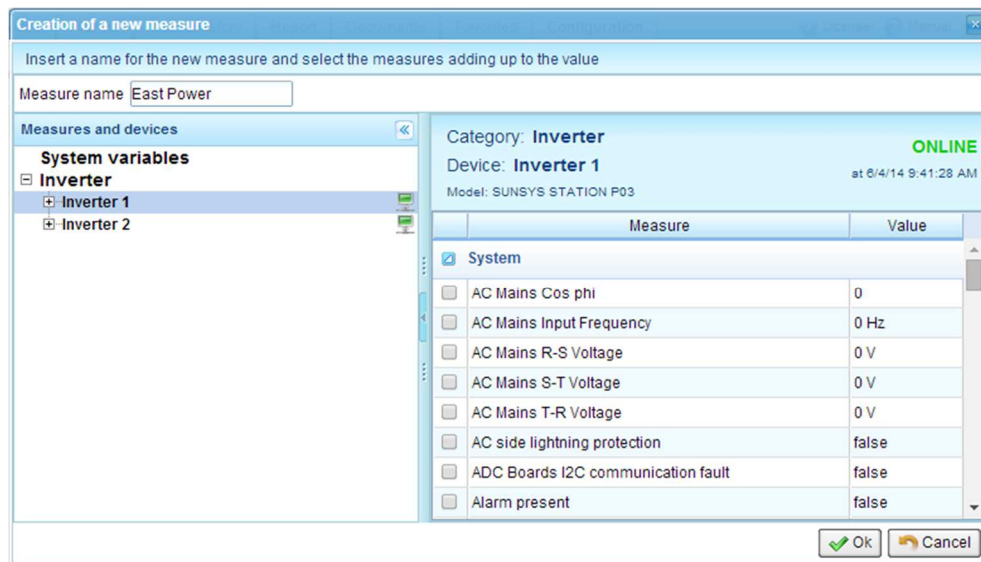 Creation of a new measure
Insert a name for the new measure and select the measures adding up to the value
Measure name East Power
Measures and devices
System variables
Inverter
Inverter 1
Inverter 2
Category: Inverter
ONLINE
Device: Inverter 1
at 6/4/14 9:41:28 AM
Model: SUNSYS STATION P03
Measure Value
System
AC Mains Cos phi 0
AC Mains Input Frequency 0 Hz
AC Mains R-S Voltage 0 V
AC Mains S-T Voltage 0 V
AC Mains T-R Voltage 0 V
AC side lightning protection false
ADC Boards I2C communication fault false
Alarm present false
Ok Cancel